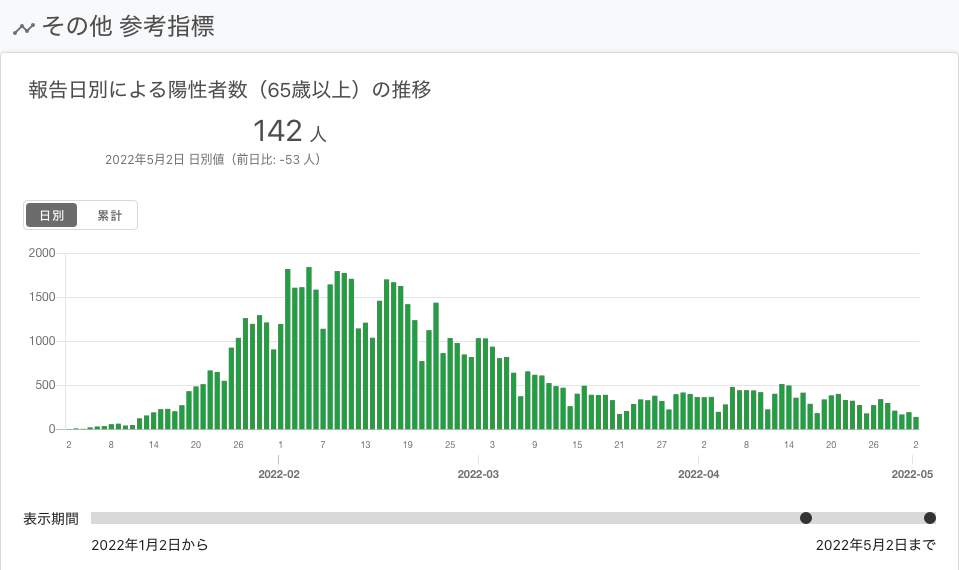 その他 参考指標
報告日別による陽性者数（65歳以上）の推移
142 人
2022年5月2日 日別値（前日比: -53 人）
日別 累計
2000
1500
1000
500
0
2 8 14 20 26 1 7 13 19 25 3 9 15 21 27 2 8 14 20 26 2
2022-02 2022-03 2022-04 2022-05
表示期間
2022年1月2日から 2022年5月2日まで